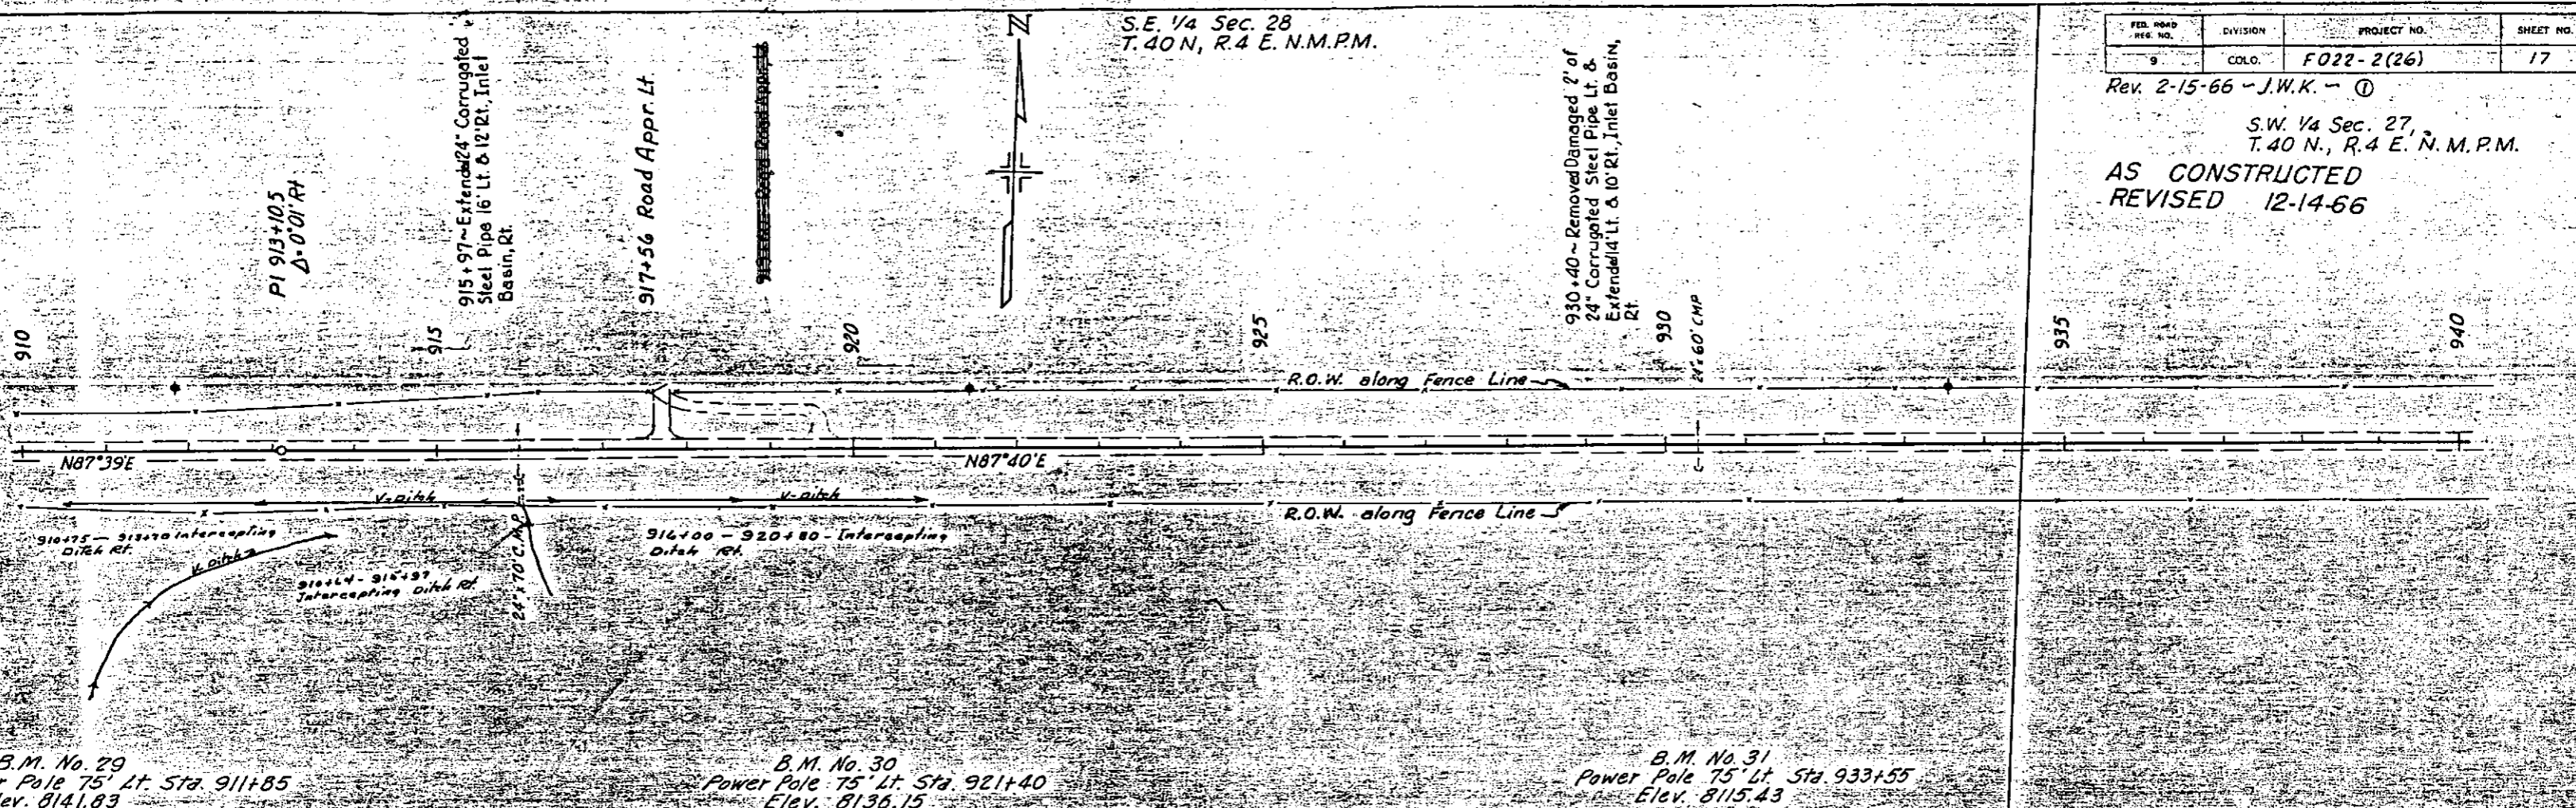 S.E. 1/4 Sec. 28
T. 40 N, R. 4 E. N.M.P.M.
FED. ROAD REG. NO.
DIVISION
PROJECT NO.
SHEET NO.
9
COLO.
F 022-2(26)
17
Rev. 2-15-66 ~ J.W.K. ~ ①
S.W. 1/4 Sec. 27,
T. 40 N., R. 4 E. N.M.P.M.
AS CONSTRUCTED
REVISED 12-14-66
PI 913+10.5
Δ=0°01' Rt
915+97~Extended 24" Corrugated
Steel Pipe 16' Lt. & 12' Rt., Inlet
Basin, Rt.
917+56 Road Appr. Lt.
930+40~Removed Damaged 2' of
24" Corrugated Steel Pipe Lt. &
Extended 14' Lt. & 10' Rt., Inlet Basin,
Rt.
910
915
920
925
930
24"x60' CMP
935
940
R.O.W. along Fence Line
N87°39'E
N87°40'E
V-Ditch
V-Ditch
R.O.W. along Fence Line
910+75 — 913+70 Intercepting
Ditch Rt.
V-Ditch
Intercepting Ditch Rt.
24"x70' C.M.P.
916+00 - 920+80 - Intercepting
Ditch Rt.
B.M. No. 29
Pole 75' Lt. Sta. 911+85
Elev. 8141.83
B.M. No. 30
Power Pole 75' Lt. Sta. 921+40
Elev. 8136.15
B.M. No. 31
Power Pole 75' Lt. Sta. 933+55
Elev. 8115.43